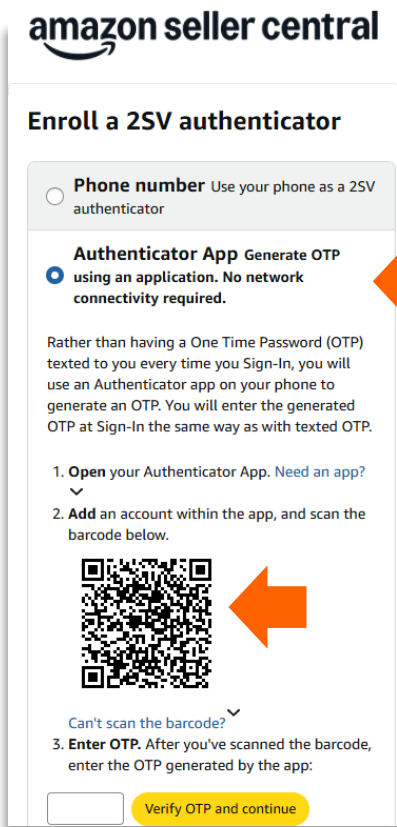 amazon seller central
Enroll a 2SV authenticator
Phone number Use your phone as a 2SV
authenticator
Authenticator App Generate OTP
using an application. No network
connectivity required.
Rather than having a One Time Password (OTP)
texted to you every time you Sign-In, you will
use an Authenticator app on your phone to
generate an OTP. You will enter the generated
OTP at Sign-In the same way as with texted OTP.
1. Open your Authenticator App. Need an app?
2. Add an account within the app, and scan the
barcode below.
Can't scan the barcode?
3. Enter OTP. After you've scanned the barcode,
enter the OTP generated by the app:
Verify OTP and continue